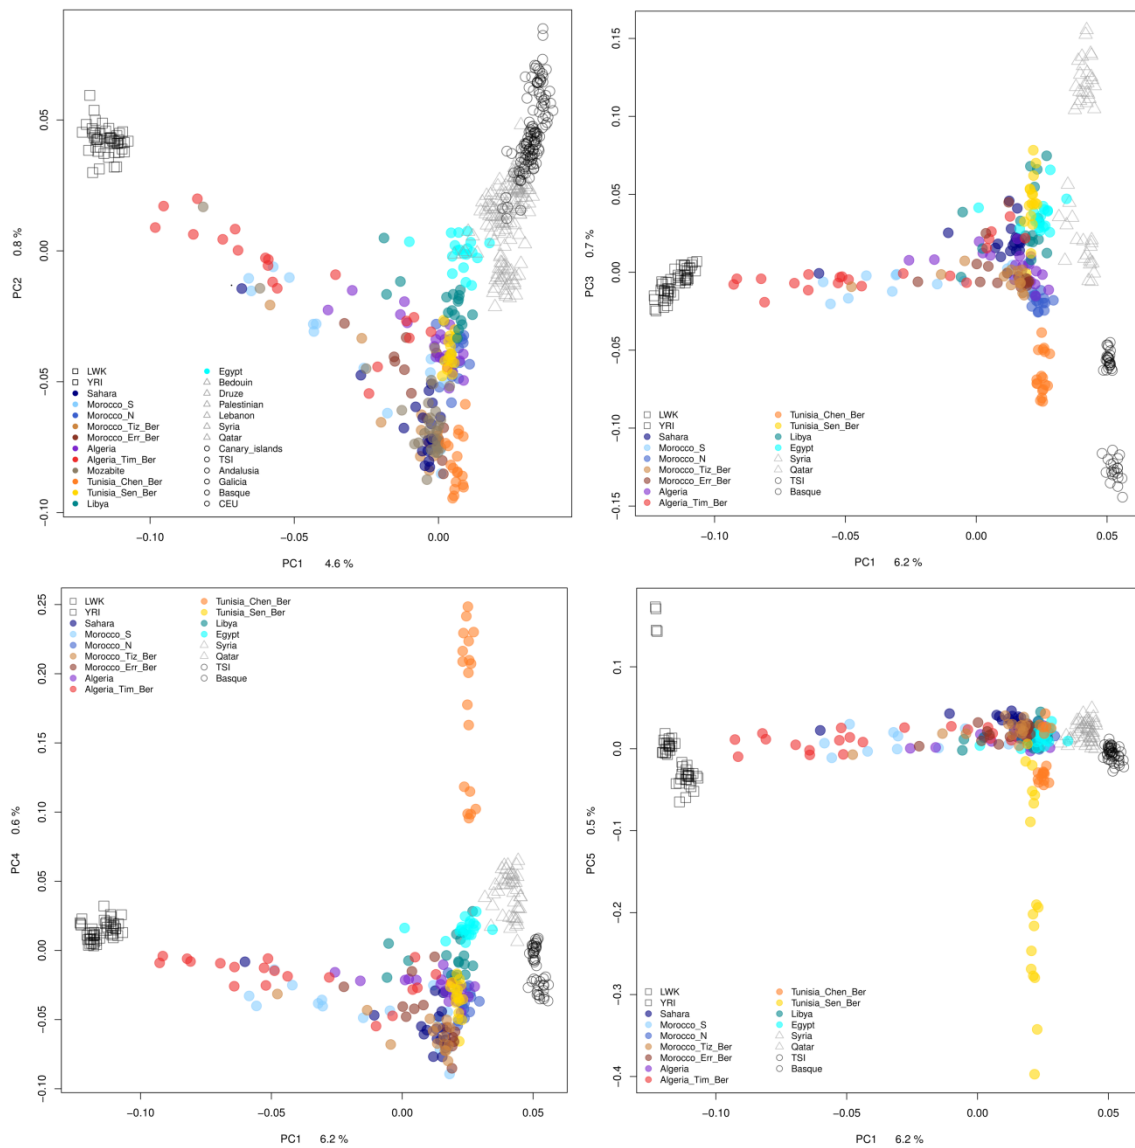 0.05
0.00
−0.05
−0.10
PC2 0.8 %
LWK
YRI
Sahara
Morocco_S
Morocco_N
Morocco_Tiz_Ber
Morocco_Err_Ber
Algeria
Algeria_Tim_Ber
Mozabite
Tunisia_Chen_Ber
Tunisia_Sen_Ber
Libya
Egypt
Bedouin
Druze
Palestinian
Lebanon
Syria
Qatar
Canary_islands
TSI
Andalusia
Galicia
Basque
CEU
−0.10 −0.05 0.00
PC1 4.6 %
0.15
0.10
0.05
0.00
−0.05
−0.10
−0.15
PC3 0.7 %
LWK
YRI
Sahara
Morocco_S
Morocco_N
Morocco_Tiz_Ber
Morocco_Err_Ber
Algeria
Algeria_Tim_Ber
Tunisia_Chen_Ber
Tunisia_Sen_Ber
Libya
Egypt
Syria
Qatar
TSI
Basque
−0.10 −0.05 0.00 0.05
PC1 6.2 %
0.25
0.20
0.15
0.10
0.05
0.00
−0.05
−0.10
PC4 0.6 %
LWK
YRI
Sahara
Morocco_S
Morocco_N
Morocco_Tiz_Ber
Morocco_Err_Ber
Algeria
Algeria_Tim_Ber
Tunisia_Chen_Ber
Tunisia_Sen_Ber
Libya
Egypt
Syria
Qatar
TSI
Basque
−0.10 −0.05 0.00 0.05
PC1 6.2 %
0.1
0.0
−0.1
−0.2
−0.3
−0.4
PC5 0.5 %
LWK
YRI
Sahara
Morocco_S
Morocco_N
Morocco_Tiz_Ber
Morocco_Err_Ber
Algeria
Algeria_Tim_Ber
Tunisia_Chen_Ber
Tunisia_Sen_Ber
Libya
Egypt
Syria
Qatar
TSI
Basque
−0.10 −0.05 0.00 0.05
PC1 6.2 %